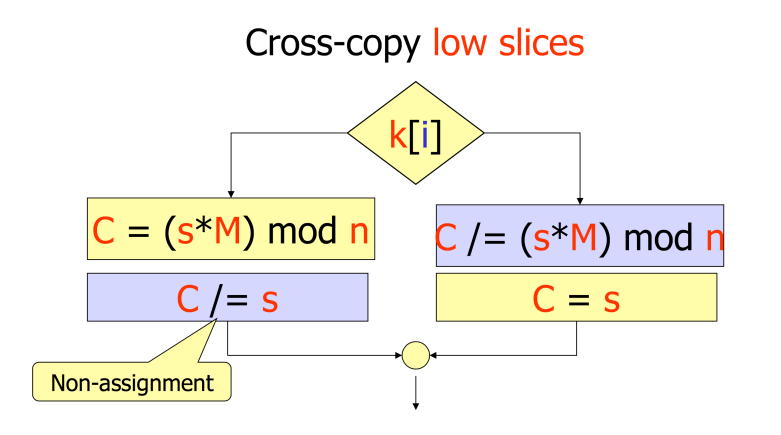 Cross-copy low slices
k[i]
C = (s*M) mod n
C /= (s*M) mod n
C /= s
C = s
Non-assignment